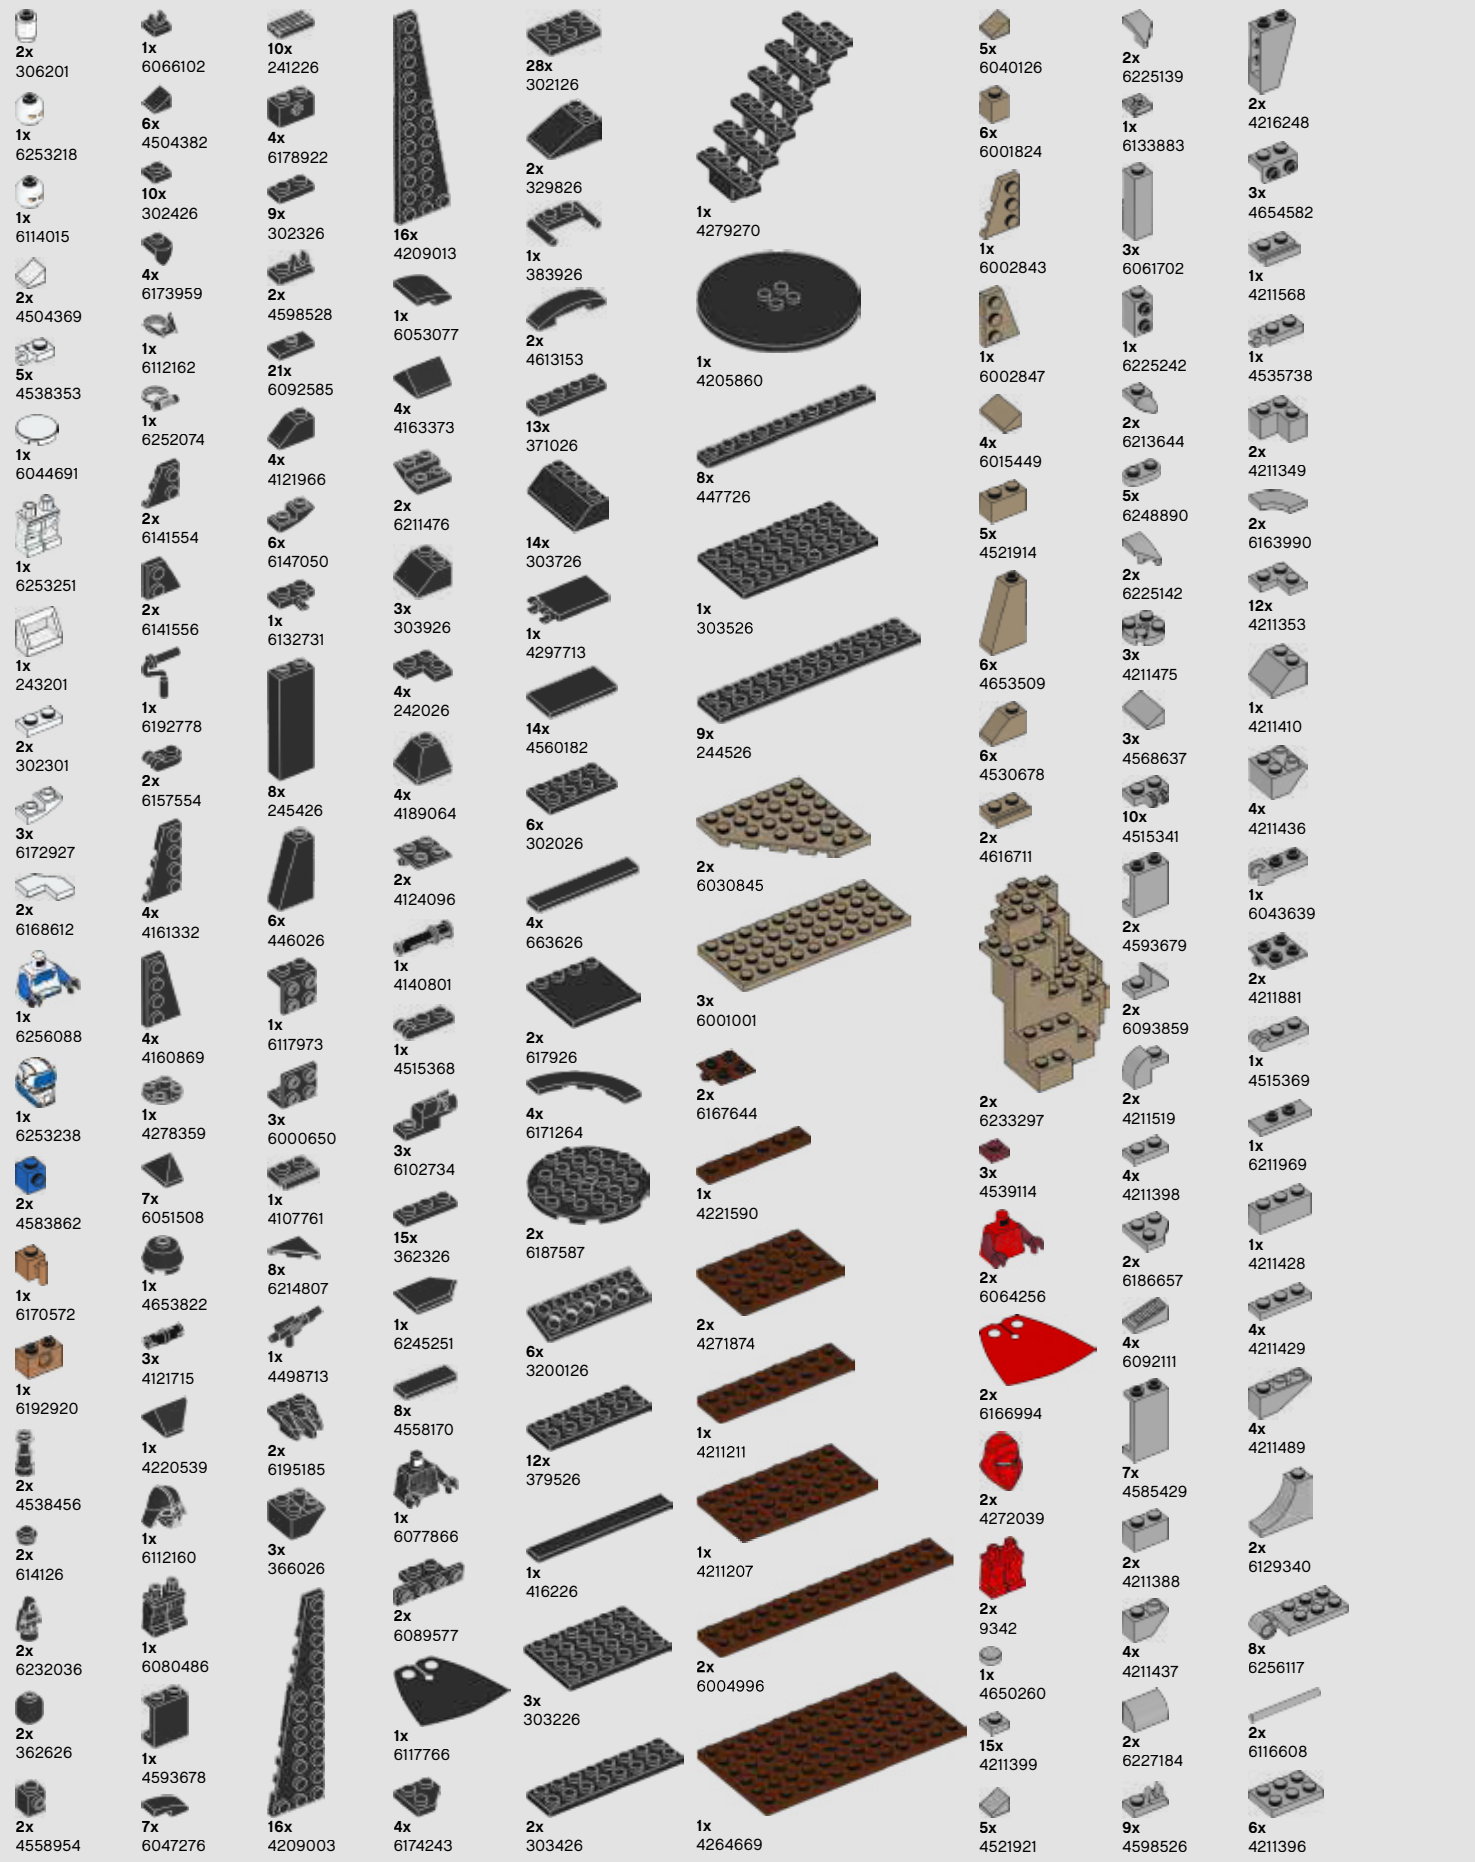 2x
306201
1x
6253218
1x
6114015
2x
4504369
5x
4538353
1x
6044691
1x
6253251
1x
243201
2x
302301
3x
6172927
2x
6168612
1x
6256088
1x
6253238
2x
4583862
1x
6170572
1x
6192920
2x
4538456
2x
614126
2x
6232036
2x
362626
2x
4558954
1x
6066102
6x
4504382
10x
302426
4x
6173959
1x
6112162
1x
6252074
2x
6141554
2x
6141556
1x
6192778
2x
6157554
4x
4161332
4x
4160869
1x
4278359
7x
6051508
1x
4653822
3x
4121715
1x
4220539
1x
6112160
1x
6080486
1x
4593678
7x
6047276
10x
241226
4x
6178922
9x
302326
2x
4598528
21x
6092585
4x
4121966
6x
6147050
1x
6132731
8x
245426
6x
446026
1x
6117973
3x
6000650
1x
4107761
8x
6214807
1x
4498713
2x
6195185
3x
366026
16x
4209003
16x
4209013
1x
6053077
4x
4163373
2x
6211476
3x
303926
4x
242026
4x
4189064
2x
4124096
1x
4140801
1x
4515368
3x
6102734
15x
362326
1x
6245251
8x
4558170
1x
6077866
2x
6089577
1x
6117766
4x
6174243
28x
302126
2x
329826
1x
383926
2x
4613153
13x
371026
14x
303726
1x
4297713
14x
4560182
6x
302026
4x
663626
2x
617926
4x
6171264
2x
6187587
6x
3200126
12x
379526
1x
416226
3x
303226
2x
303426
1x
4279270
1x
4205860
8x
447726
1x
303526
9x
244526
2x
6030845
3x
6001001
2x
6167644
1x
4221590
2x
4271874
1x
4211211
1x
4211207
2x
6004996
1x
4264669
5x
6040126
6x
6001824
1x
6002843
1x
6002847
4x
6015449
5x
4521914
6x
4653509
6x
4530678
2x
4616711
2x
6233297
3x
4539114
2x
6064256
2x
6166994
2x
4272039
2x
9342
1x
4650260
15x
4211399
5x
4521921
2x
6225139
1x
6133883
3x
6061702
1x
6225242
2x
6213644
5x
6248890
2x
6225142
3x
4211475
3x
4568637
10x
4515341
2x
4593679
2x
6093859
2x
4211519
4x
4211398
2x
6186657
4x
6092111
7x
4585429
2x
4211388
4x
4211437
2x
6227184
9x
4598526
2x
4216248
3x
4654582
1x
4211568
1x
4535738
2x
4211349
2x
6163990
12x
4211353
1x
4211410
4x
4211436
1x
6043639
2x
4211881
1x
4515369
1x
6211969
1x
4211428
4x
4211429
4x
4211489
2x
6129340
8x
6256117
2x
6116608
6x
4211396